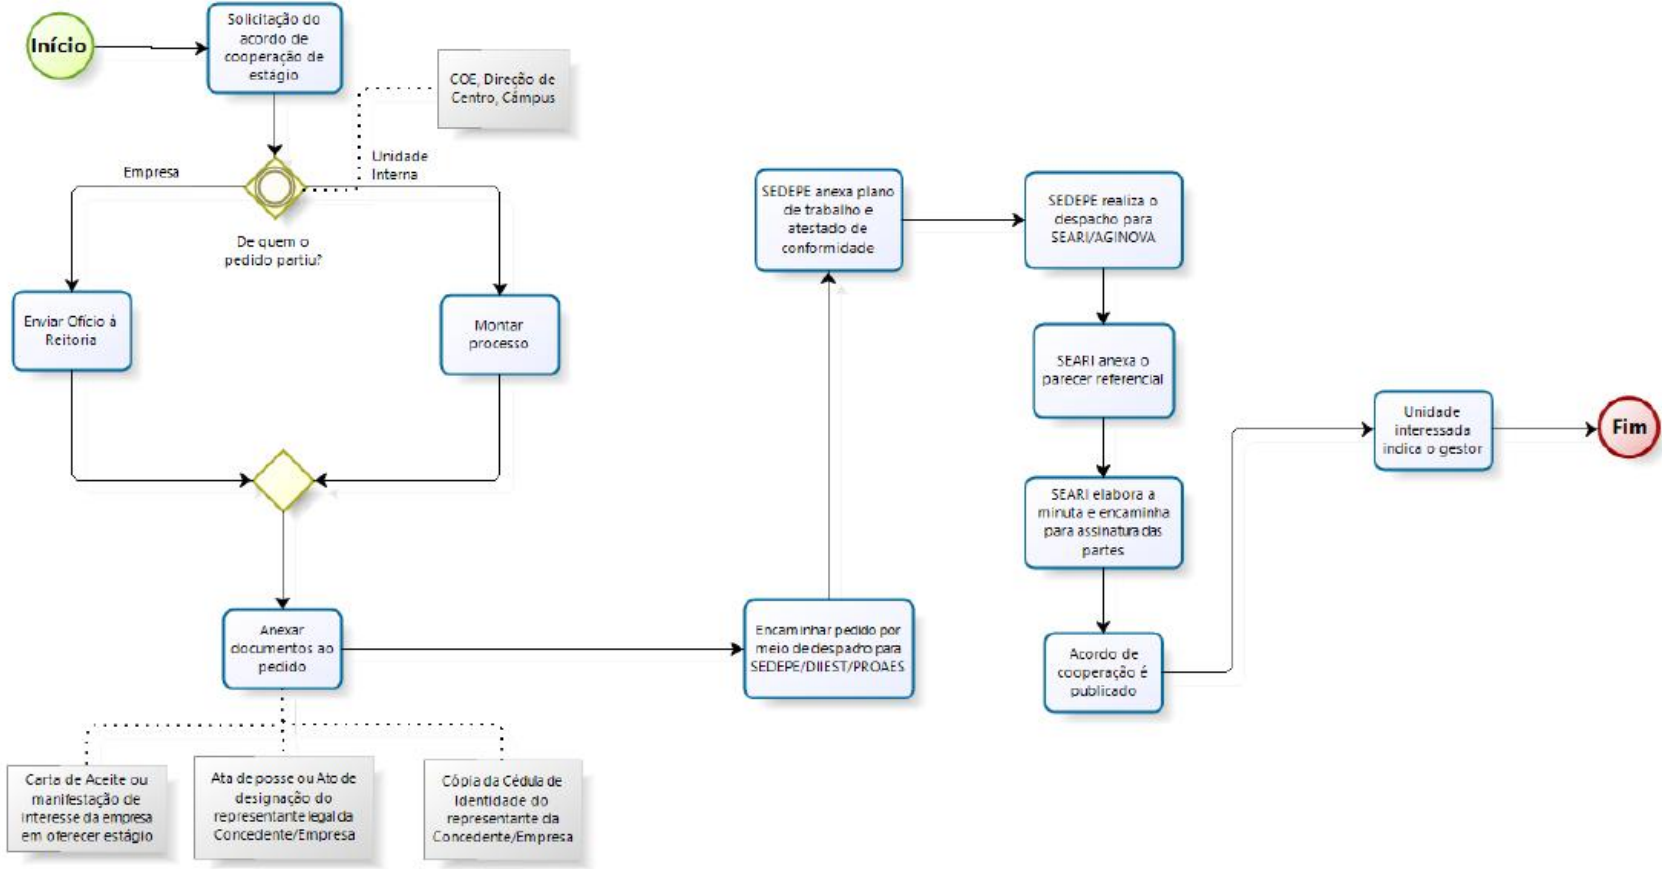 Início
Solicitação do
acordo de
cooperação de
estágio
COE, Direção de
Centro, Câmpus
Empresa
Unidade
Interna
De quem o
pedido partiu?
Enviar Ofício à
Reitoria
Montar
processo
Anexar
documentos ao
pedido
Carta de Aceite ou
manifestação de
interesse da empresa
em oferecer estágio
Ata de posse ou Ato de
designação do
representante legal da
Concedente/Empresa
Cópia da Cédula de
Identidade do
representante da
Concedente/Empresa
Encaminhar pedido por
meio de despacho para
SEDEPE/DIIEST/PROAES
SEDEPE anexa plano
de trabalho e
atestado de
conformidade
SEDEPE realiza o
despacho para
SEARI/AGINOVA
SEARI anexa o
parecer referencial
SEARI elabora a
minuta e encaminha
para assinatura das
partes
Acordo de
cooperação é
publicado
Unidade
interessada
indica o gestor
Fim